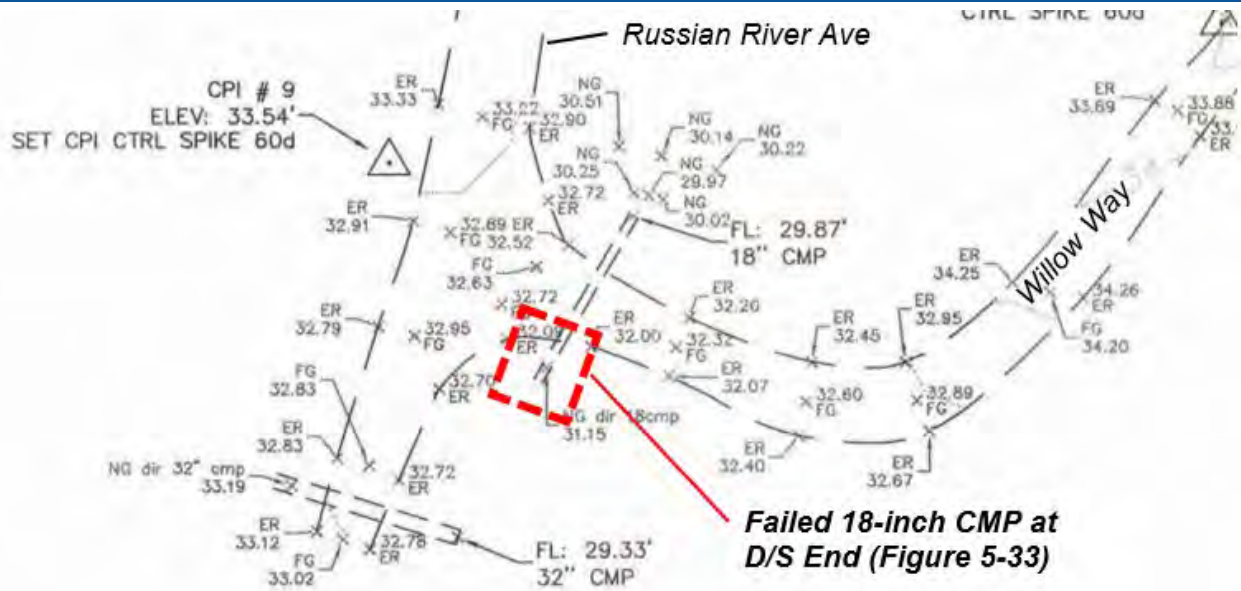 CTRL SPIKE 60d
Russian River Ave
CPI # 9
ELEV: 33.54'
SET CPI CTRL SPIKE 60d
ER
33.33
33.22
FG
32.90
ER
NG
30.51
NG
30.14
NG
30.22
NG
30.25
NG
29.97
NG
30.02
ER
33.69
33.88'
FG
ER
32.72
ER
ER
32.91
32.89
FG
ER
32.52
FL: 29.87'
18" CMP
Willow Way
FG
32.63
ER
34.25
34.26
ER
FG
34.20
32.72
ER
32.79
32.95
FG
32.09
ER
ER
32.00
ER
32.20
32.32
FG
ER
32.45
ER
32.95
ER
32.07
FG
32.83
32.70
ER
32.60
FG
32.89
FG
NG dir 18cmp
31.15
ER
32.83
ER
32.40
ER
32.67
NG dir 32" cmp
33.19
32.72
ER
ER
33.12
FG
33.02
32.78
ER
FL: 29.33'
32" CMP
Failed 18-inch CMP at
D/S End (Figure 5-33)